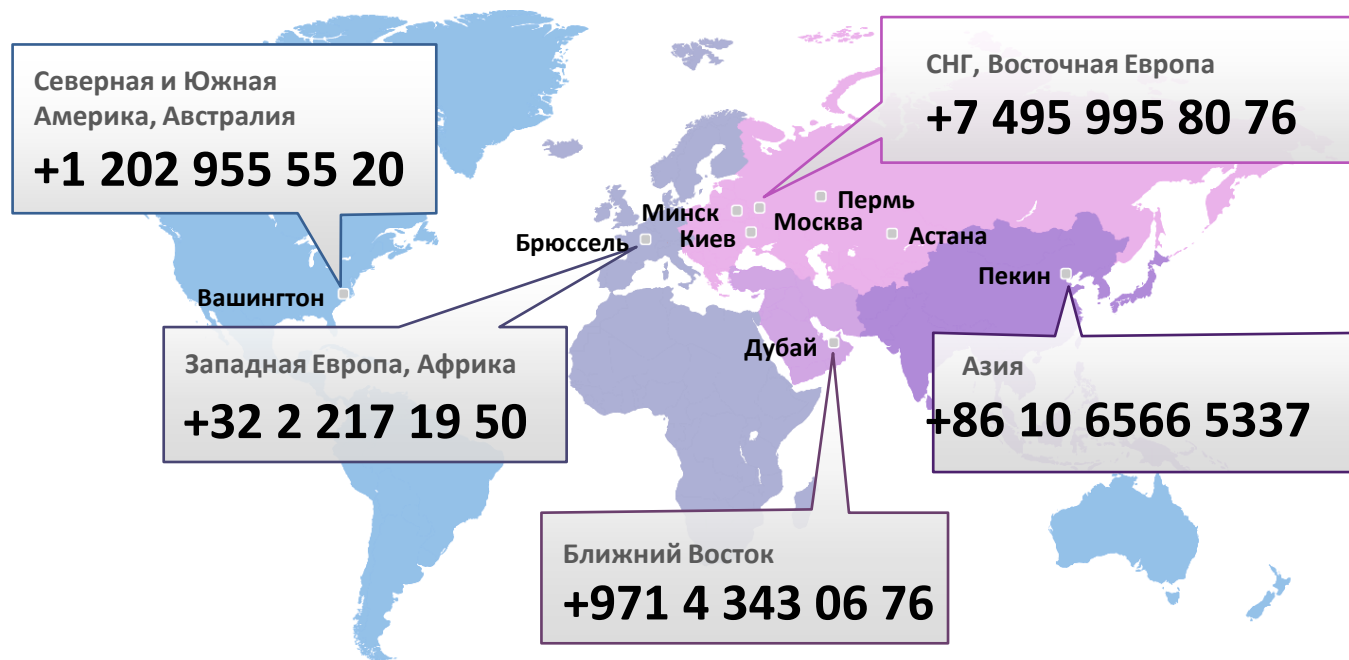 Северная и Южная
Америка, Австралия
+1 202 955 55 20
СНГ, Восточная Европа
+7 495 995 80 76
Минск
Москва
Пермь
Киев
Астана
Брюссель
Пекин
Вашингтон
Дубай
Западная Европа, Африка
+32 2 217 19 50
Азия
+86 10 6566 5337
Ближний Восток
+971 4 343 06 76